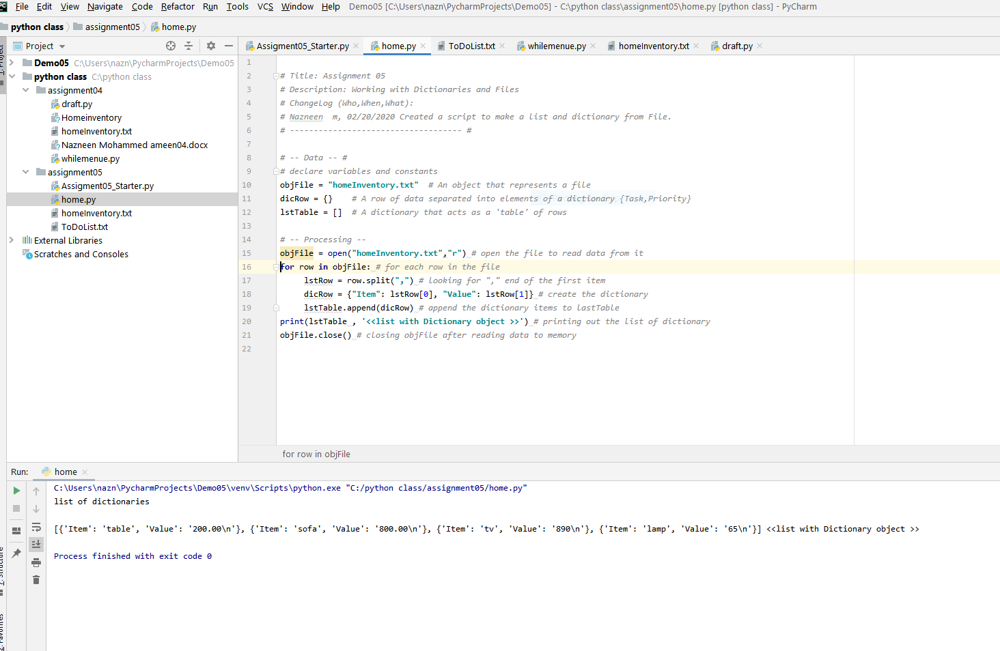 PC File Edit View Navigate Code Refactor Run Tools VCS Window Help Demo05 [C:\Users\nazn\PycharmProjects\Demo05] - C:\python class\assignment05\home.py [python class] - PyCharm
python class assignment05 home.py
1: Project
Project
Assigment05_Starter.py home.py ToDoList.txt whilemenue.py homeInventory.txt draft.py
Demo05 C:\Users\nazn\PycharmProjects\Demo05
python class C:\python class
assignment04
draft.py
Homeinventory
homeInventory.txt
Nazneen Mohammed ameen04.docx
whilemenue.py
assignment05
Assigment05_Starter.py
home.py
homeInventory.txt
ToDoList.txt
External Libraries
Scratches and Consoles
1
2 # Title: Assignment 05
3 # Description: Working with Dictionaries and Files
4 # ChangeLog (Who,When,What):
5 # Nazneen  m, 02/20/2020 Created a script to make a list and dictionary from File.
6 # ------------------------------------ #
7
8 # -- Data -- #
9 # declare variables and constants
10 objFile = "homeInventory.txt"  # An object that represents a file
11 dicRow = {}    # A row of data separated into elements of a dictionary {Task,Priority}
12 lstTable = []  # A dictionary that acts as a 'table' of rows
13
14 # -- Processing --
15 objFile = open("homeInventory.txt","r") # open the file to read data from it
16 for row in objFile: # for each row in the file
17      lstRow = row.split(",") # looking for "," end of the first item
18      dicRow = {"Item": lstRow[0], "Value": lstRow[1]} # create the dictionary
19      lstTable.append(dicRow) # append the dictionary items to lastTable
20 print(lstTable , '<<list with Dictionary object >>') # printing out the list of dictionary
21 objFile.close() # closing objFile after reading data to memory
22
for row in objFile
Run: home
C:\Users\nazn\PycharmProjects\Demo05\venv\Scripts\python.exe "C:/python class/assignment05/home.py"
list of dictionaries
[{'Item': 'table', 'Value': '200.00\n'}, {'Item': 'sofa', 'Value': '800.00\n'}, {'Item': 'tv', 'Value': '890\n'}, {'Item': 'lamp', 'Value': '65\n'}] <<list with Dictionary object >>
Process finished with exit code 0
Z: Structure
2: Favorites